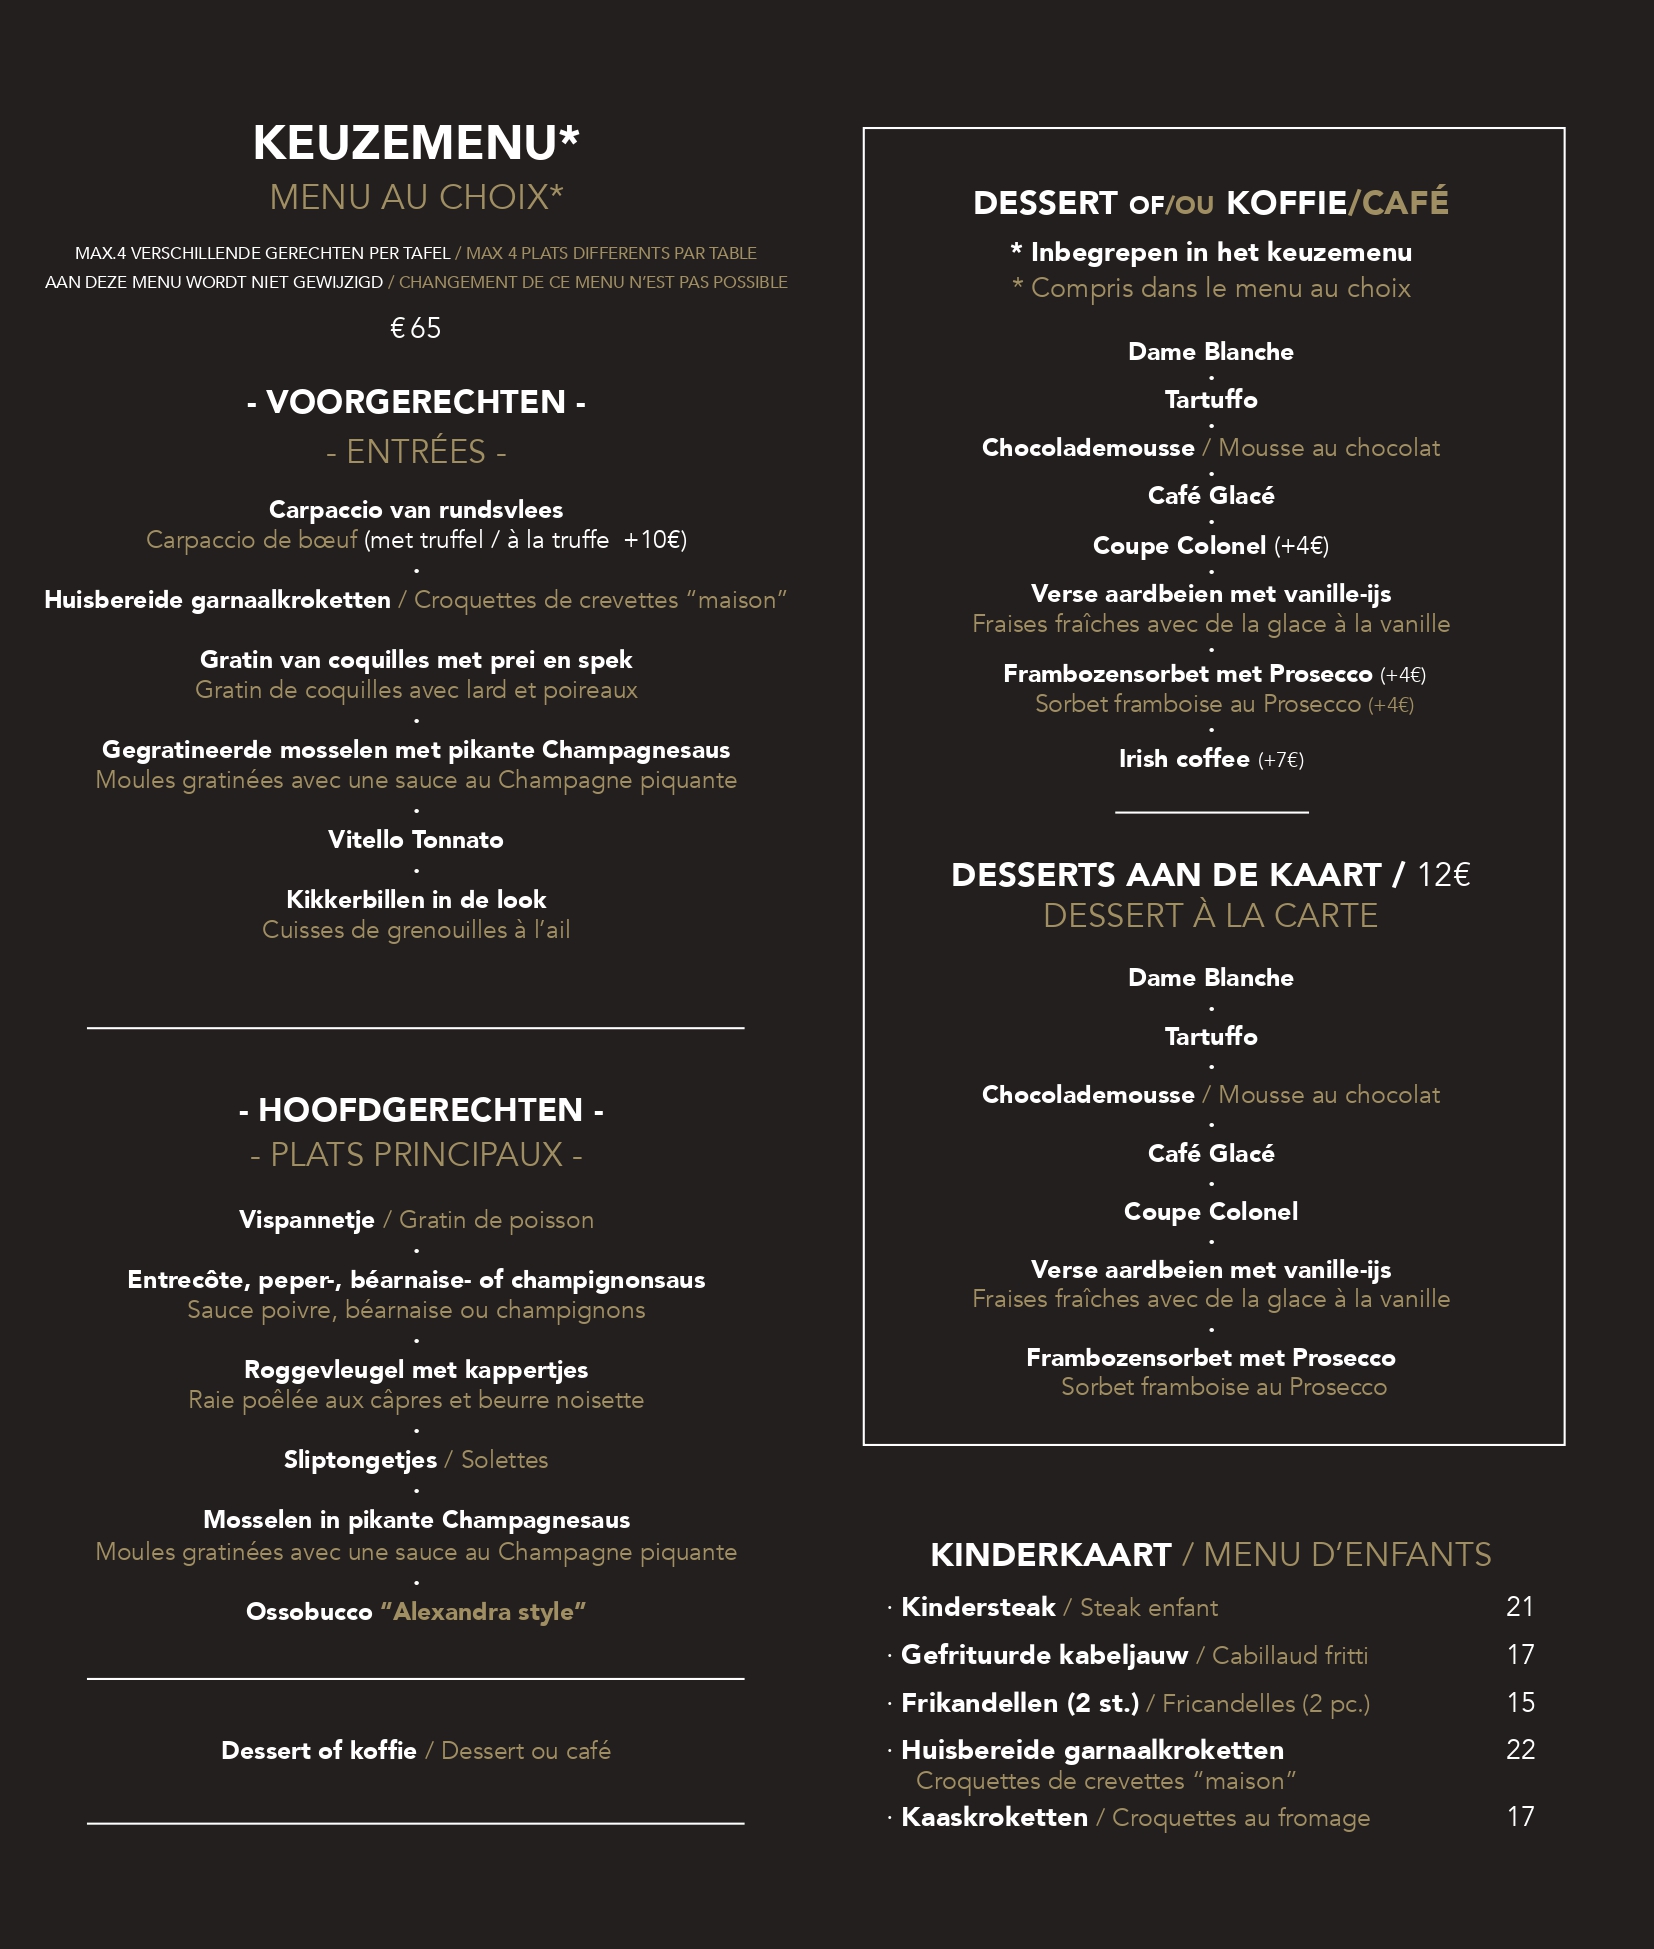 KEUZEMENU*
MENU AU CHOIX*
MAX.4 VERSCHILLENDE GERECHTEN PER TAFEL / MAX 4 PLATS DIFFERENTS PAR TABLE
AAN DEZE MENU WORDT NIET GEWIJZIGD / CHANGEMENT DE CE MENU N’EST PAS POSSIBLE
€ 65
- VOORGERECHTEN -
- ENTRÉES -
Carpaccio van rundsvlees
Carpaccio de bœuf (met truffel / à la truffe +10€)
•
Huisbereide garnaalkroketten / Croquettes de crevettes “maison”
Gratin van coquilles met prei en spek
Gratin de coquilles avec lard et poireaux
•
Gegratineerde mosselen met pikante Champagnesaus
Moules gratinées avec une sauce au Champagne piquante
•
Vitello Tonnato
•
Kikkerbillen in de look
Cuisses de grenouilles à l’ail
- HOOFDGERECHTEN -
- PLATS PRINCIPAUX -
Vispannetje / Gratin de poisson
•
Entrecôte, peper-, béarnaise- of champignonsaus
Sauce poivre, béarnaise ou champignons
•
Roggevleugel met kappertjes
Raie poêlée aux câpres et beurre noisette
•
Sliptongetjes / Solettes
•
Mosselen in pikante Champagnesaus
Moules gratinées avec une sauce au Champagne piquante
•
Ossobucco “Alexandra style”
Dessert of koffie / Dessert ou café
DESSERT OF/OU KOFFIE/CAFÉ
* Inbegrepen in het keuzemenu
* Compris dans le menu au choix
Dame Blanche
•
Tartuffo
•
Chocolademousse / Mousse au chocolat
•
Café Glacé
•
Coupe Colonel (+4€)
•
Verse aardbeien met vanille-ijs
Fraises fraîches avec de la glace à la vanille
•
Frambozensorbet met Prosecco (+4€)
Sorbet framboise au Prosecco (+4€)
•
Irish coffee (+7€)
DESSERTS AAN DE KAART / 12€
DESSERT À LA CARTE
Dame Blanche
•
Tartuffo
•
Chocolademousse / Mousse au chocolat
•
Café Glacé
•
Coupe Colonel
•
Verse aardbeien met vanille-ijs
Fraises fraîches avec de la glace à la vanille
•
Frambozensorbet met Prosecco
Sorbet framboise au Prosecco
KINDERKAART / MENU D’ENFANTS
· Kindersteak / Steak enfant 21
· Gefrituurde kabeljauw / Cabillaud fritti 17
· Frikandellen (2 st.) / Fricandelles (2 pc.) 15
· Huisbereide garnaalkroketten 22
Croquettes de crevettes “maison”
· Kaaskroketten / Croquettes au fromage 17